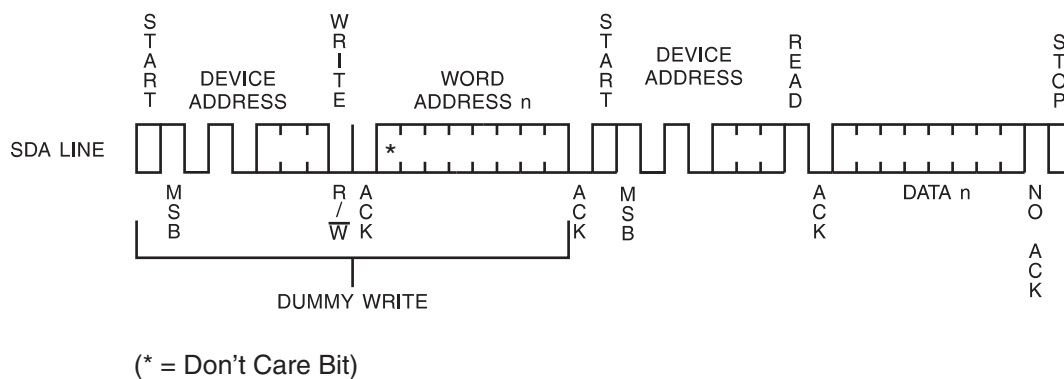 START
WRITE
START
READ
STOP
DEVICE
ADDRESS
WORD
ADDRESS n
DEVICE
ADDRESS
SDA LINE
*
MSB
R/W
ACK
ACK
MSB
ACK
DATA n
NO ACK
DUMMY WRITE
(* = Don't Care Bit)